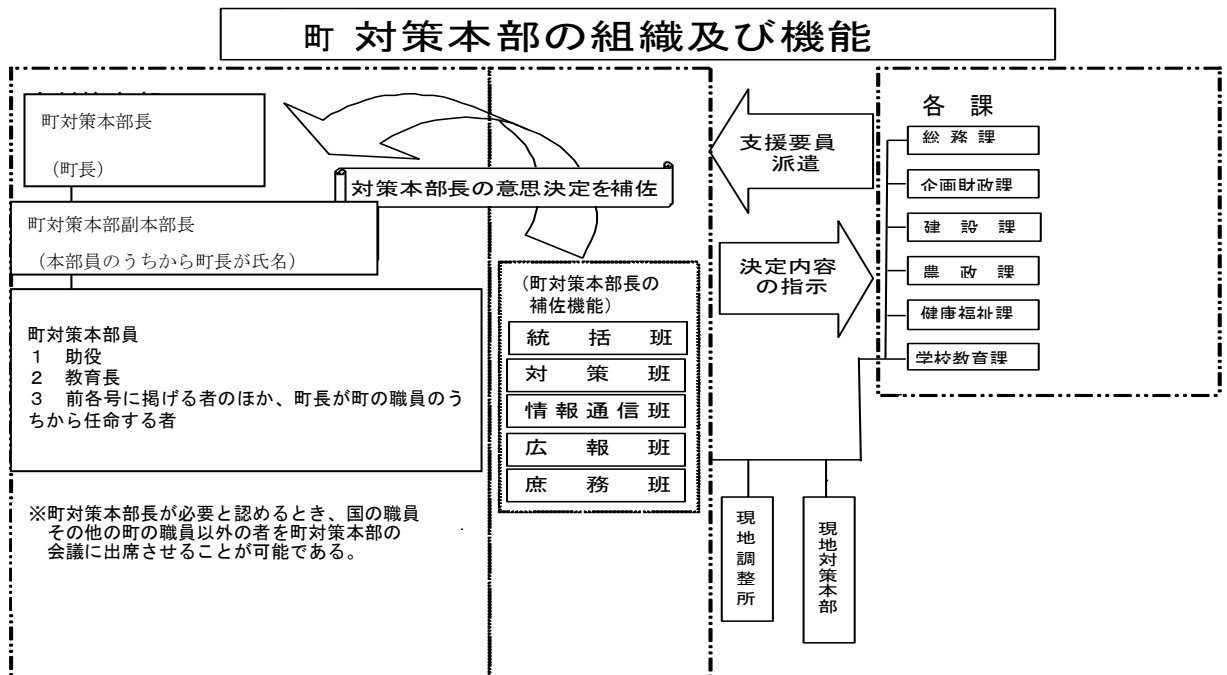 町 対策本部の組織及び機能
町対策本部長
(町長)
町対策本部副本部長
(本部員のうちから町長が氏名)
町対策本部員
1 助役
2 教育長
3 前各号に掲げる者のほか、町長が町の職員のう
ちから任命する者
※町対策本部長が必要と認めるとき、国の職員
その他の町の職員以外の者を町対策本部の
会議に出席させることが可能である。
対策本部長の意思決定を補佐
(町対策本部長の
補佐機能)
統括班
対策班
情報通信班
広報班
庶務班
支援要員
派遣
決定内容
の指示
各課
総務課
企画財政課
建設課
農政課
健康福祉課
学校教育課
現地調整所
現地対策本部